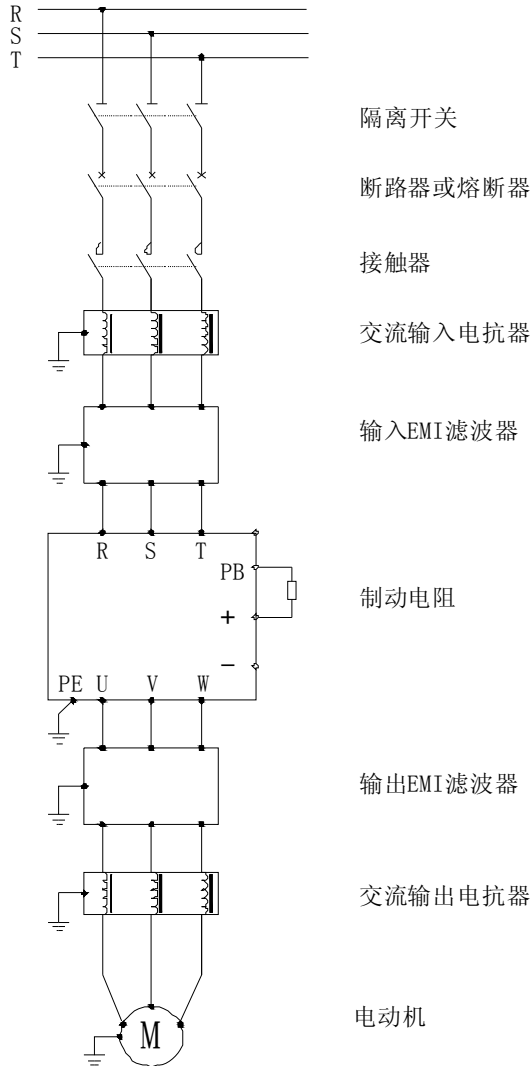 R
S
T
隔离开关
断路器或熔断器
接触器
交流输入电抗器
输入EMI滤波器
R S T
PB
制动电阻
+
−
PE U V W
输出EMI滤波器
交流输出电抗器
电动机
M